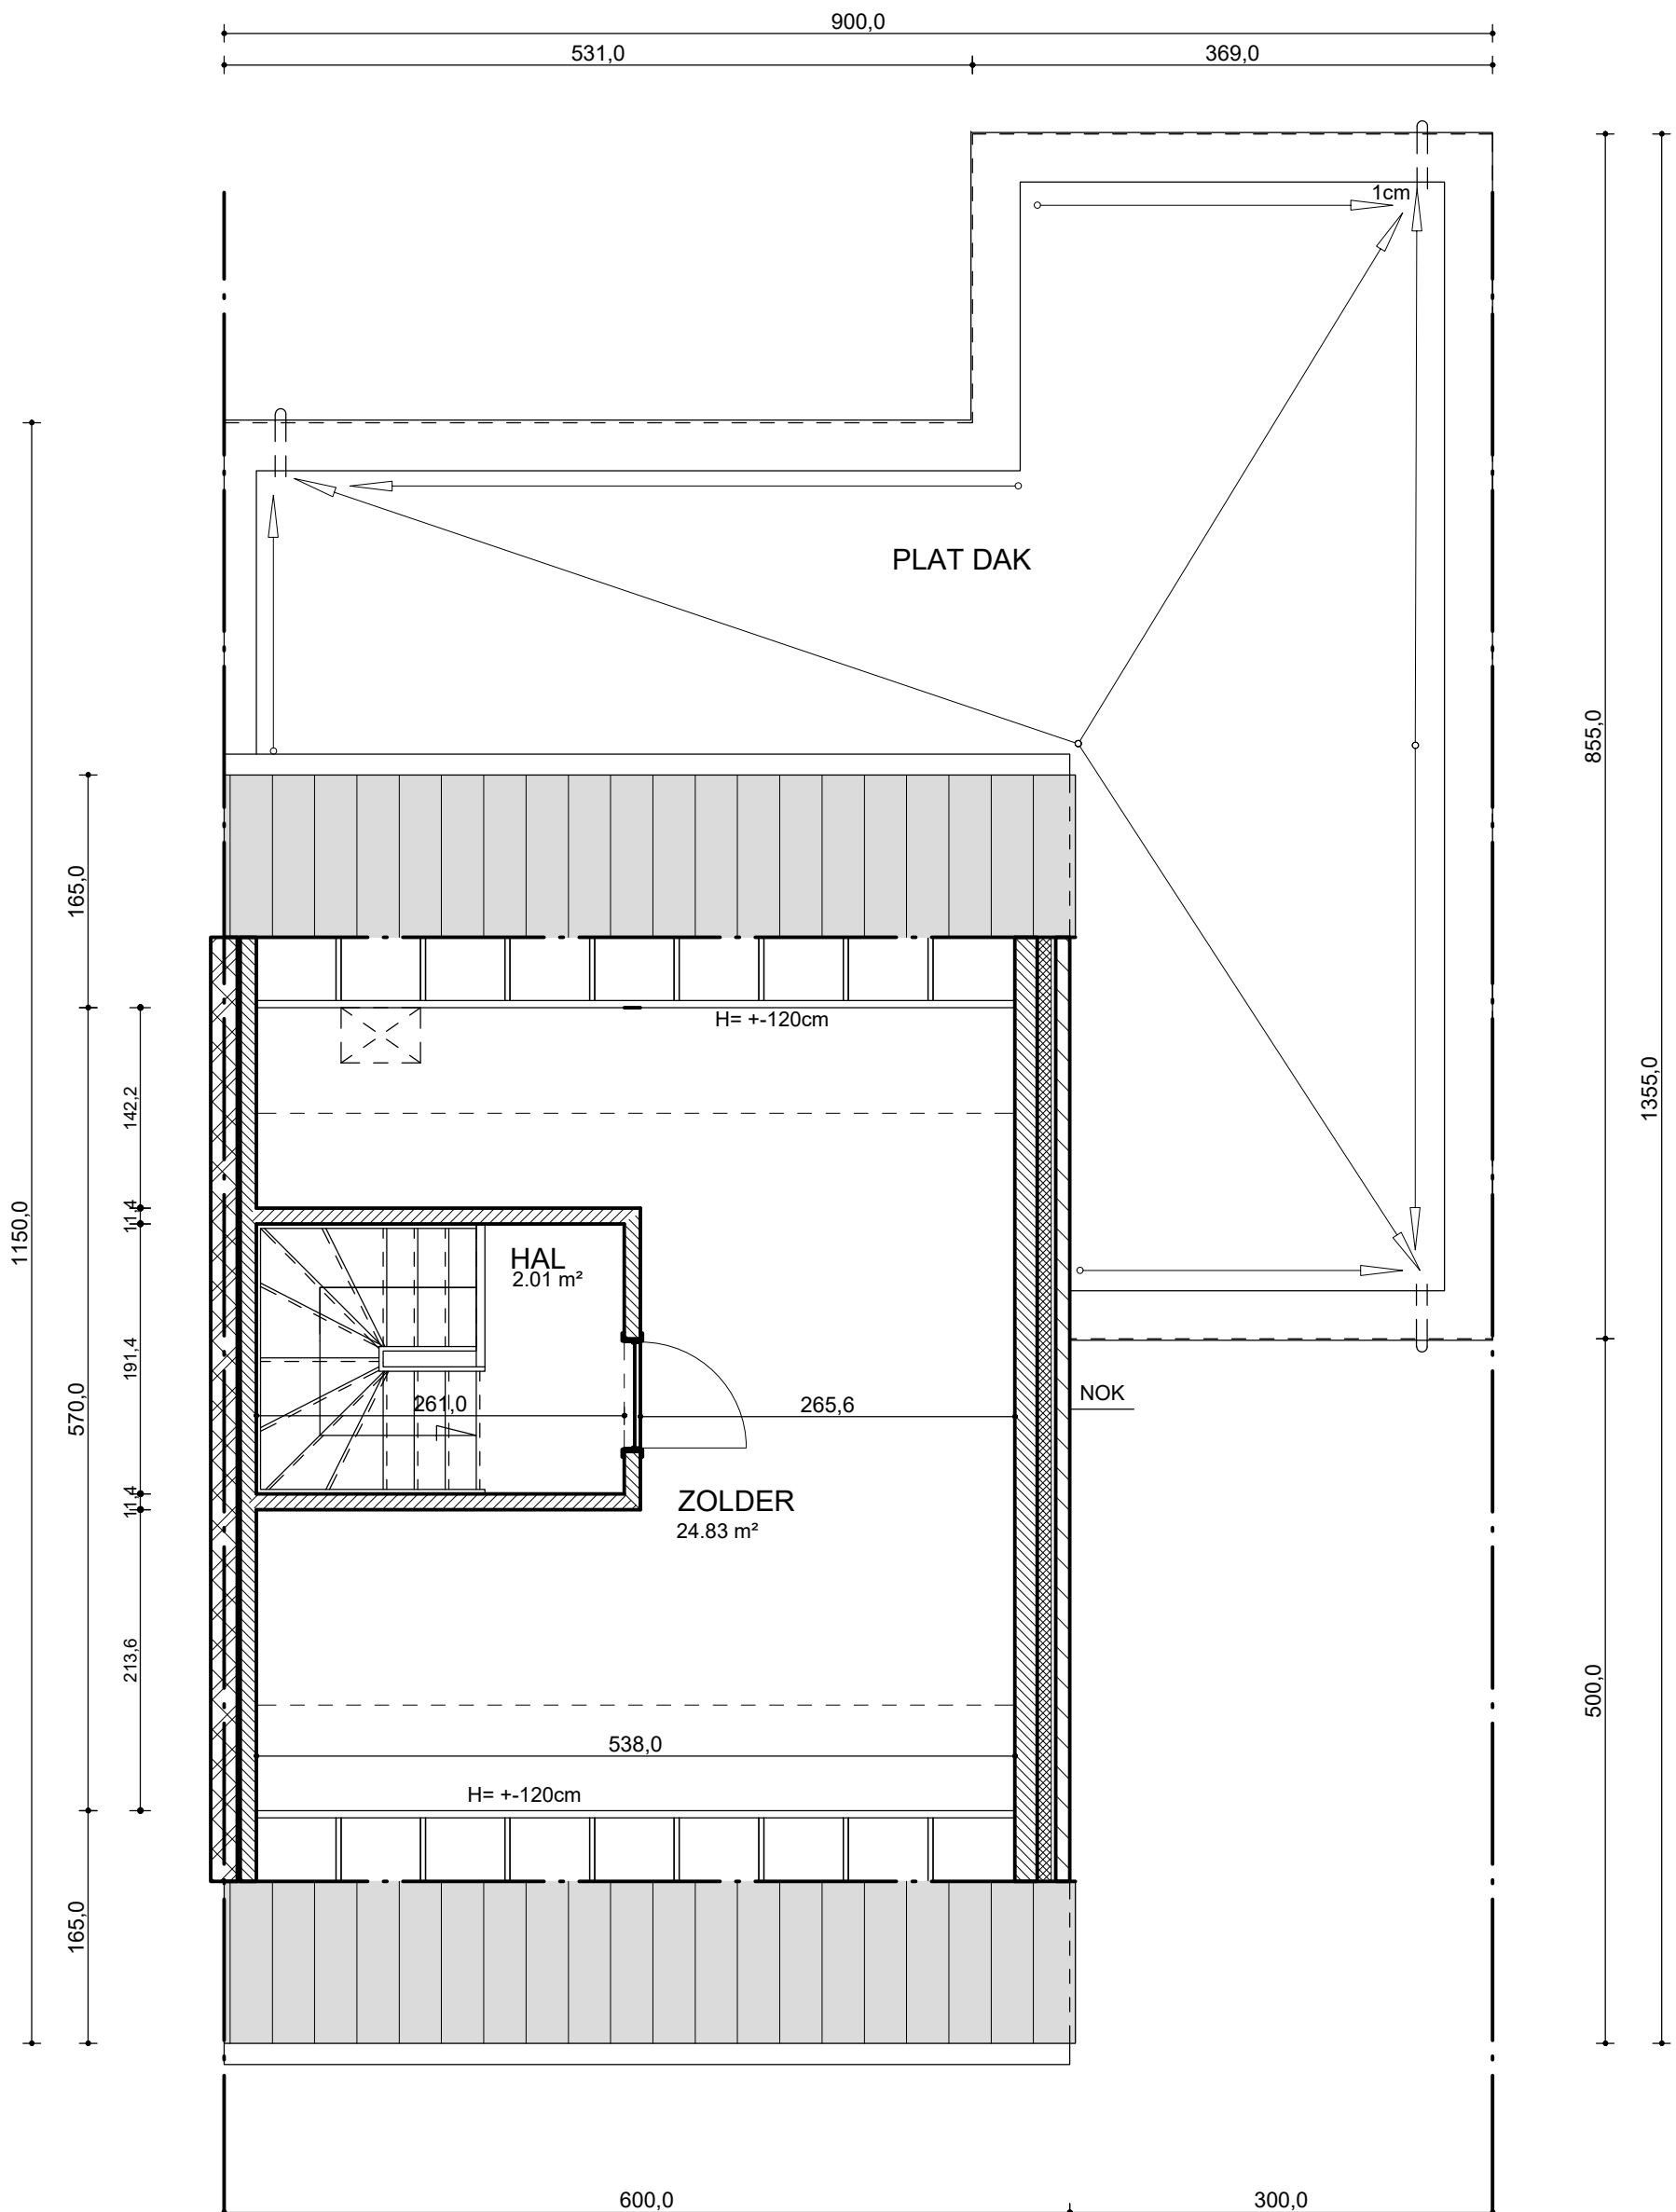 900,0
531,0
369,0
1cm
PLAT DAK
855,0
165,0
H= +-120cm
142,2
1355,0
11,4
1150,0
HAL
2.01 m²
191,4
570,0
261,0
265,6
NOK
11,4
ZOLDER
24.83 m²
213,6
500,0
538,0
H= +-120cm
165,0
600,0
300,0